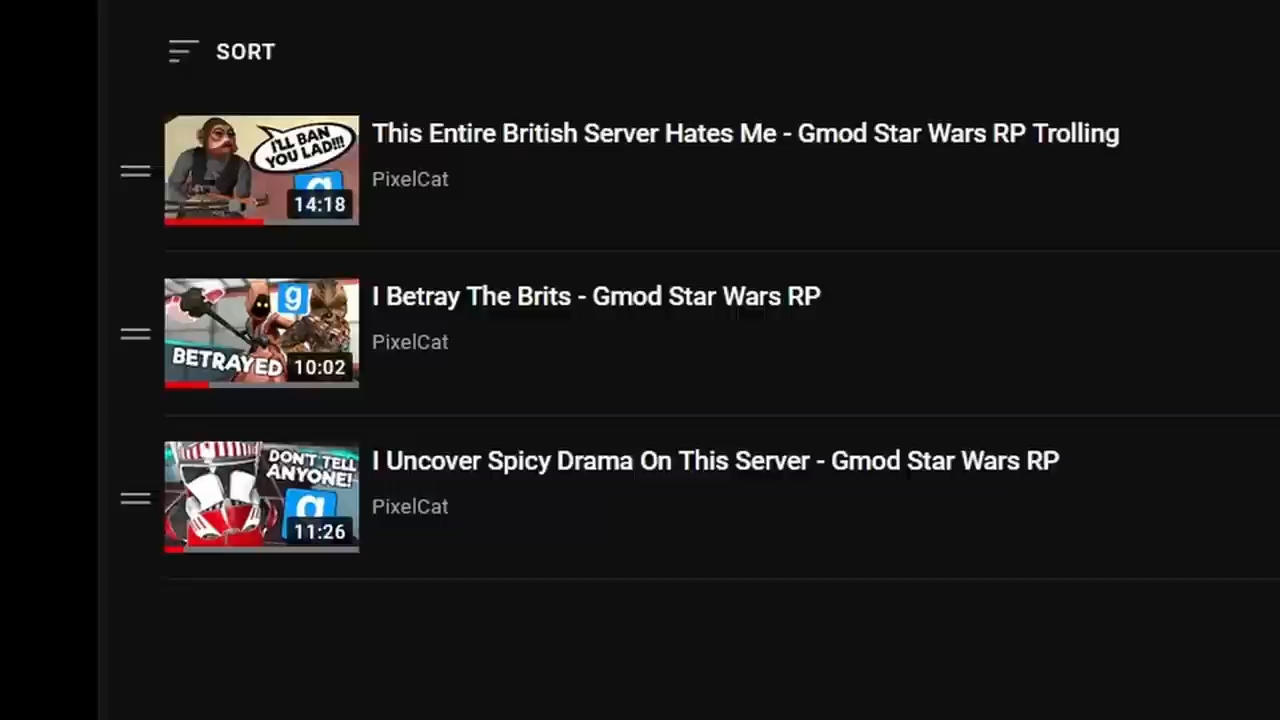 SORT
I'LL BAN
YOU LAD!!!
g
14:18
This Entire British Server Hates Me - Gmod Star Wars RP Trolling
PixelCat
g
BETRAYED
10:02
I Betray The Brits - Gmod Star Wars RP
PixelCat
DON'T TELL
ANYONE!
g
11:26
I Uncover Spicy Drama On This Server - Gmod Star Wars RP
PixelCat